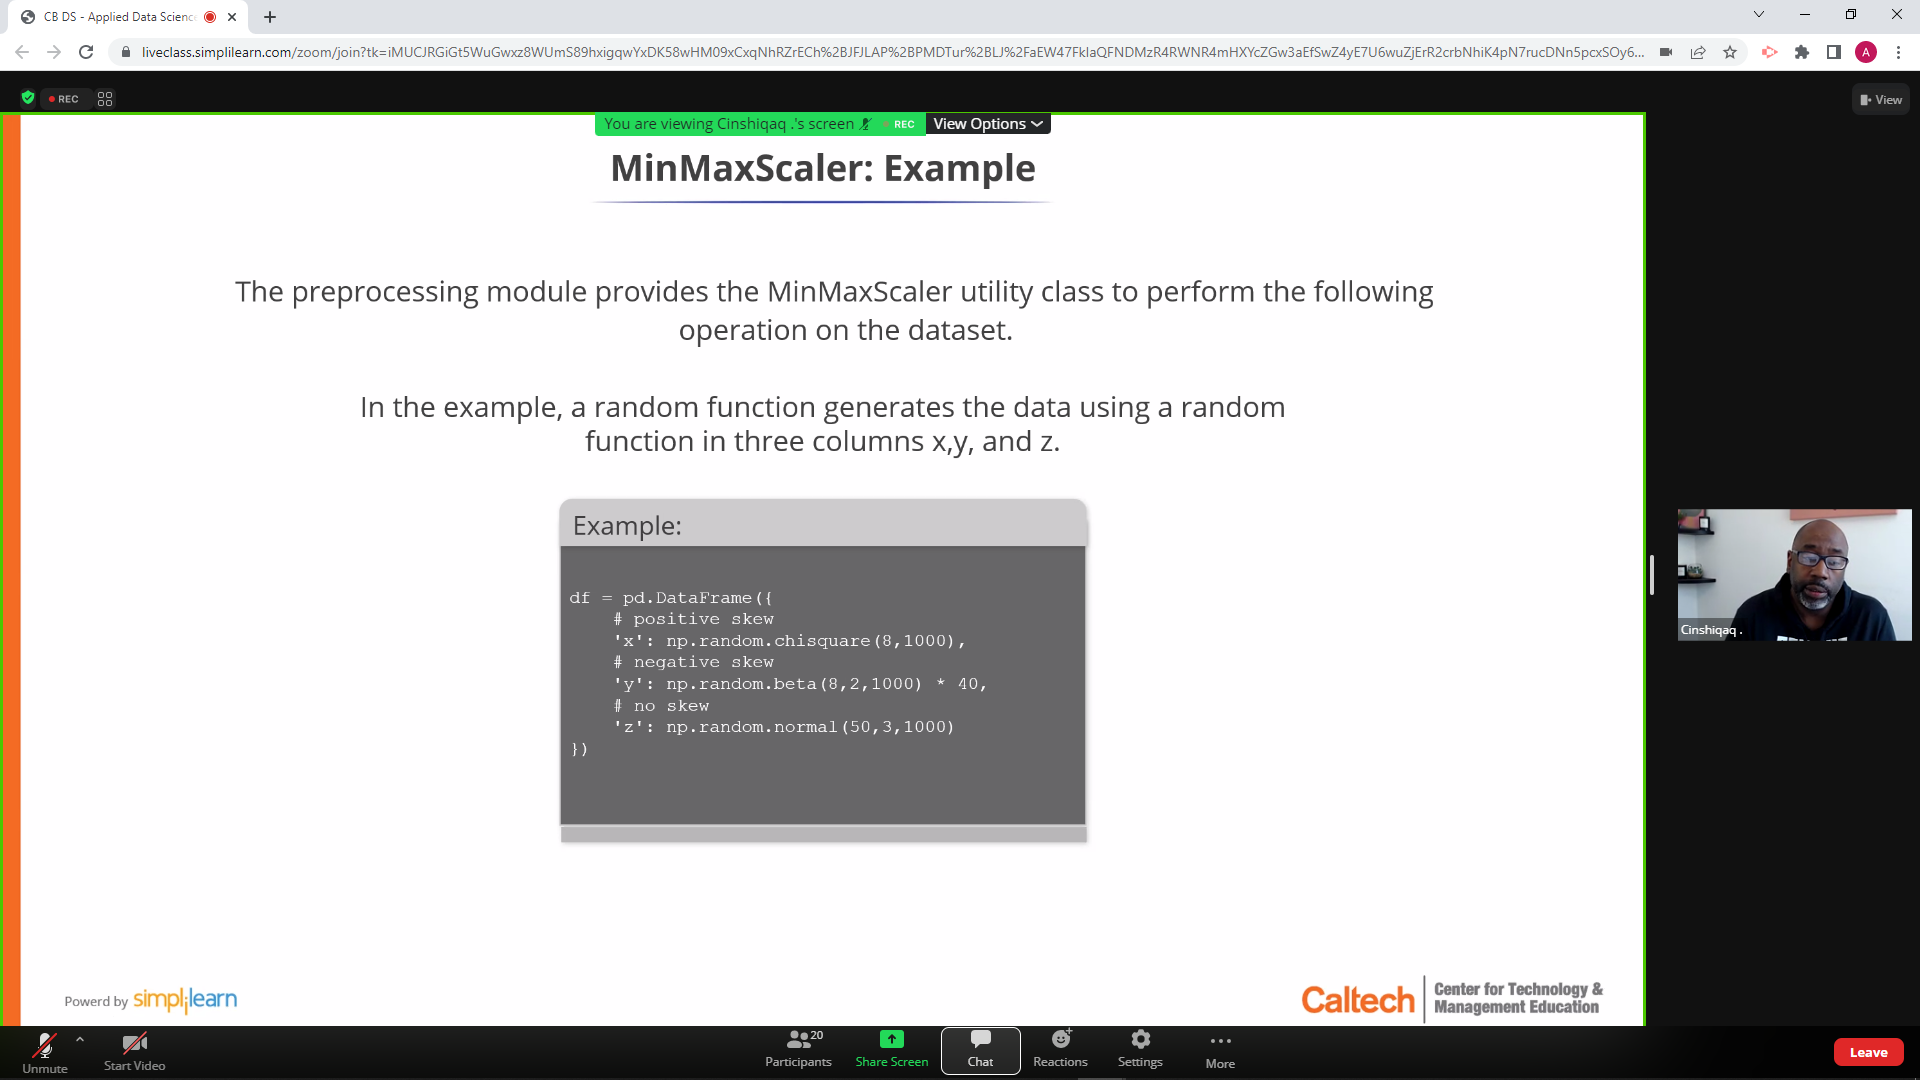 CB DS - Applied Data Scienc
liveclass.simplilearn.com/zoom/join?tk=iMUCJRGiGt5WuGwxz8WUmS89hxigqwYxDK58wHM09xCxqNhRZrECh%2BJFJLAP%2BPMDTur%2BLJ%2FaEW47FklaQFNDMzR4RWNR4mHXYcZGw3aEfSwZ4yE7U6wuZjErR2crbNhiK4pN7rucDNn5pcxSOy6...
A
REC
View
You are viewing Cinshiqaq .'s screen REC View Options
MinMaxScaler: Example
The preprocessing module provides the MinMaxScaler utility class to perform the following
operation on the dataset.
In the example, a random function generates the data using a random
function in three columns x,y, and z.
Example:
df = pd.DataFrame({
# positive skew
'x': np.random.chisquare(8,1000),
# negative skew
'y': np.random.beta(8,2,1000) * 40,
# no skew
'z': np.random.normal(50,3,1000)
})
Cinshiqaq .
Powerd by simplilearn
Caltech Center for Technology &
Management Education
Unmute
Start Video
20
Participants
Share Screen
Chat
Reactions
Settings
More
Leave